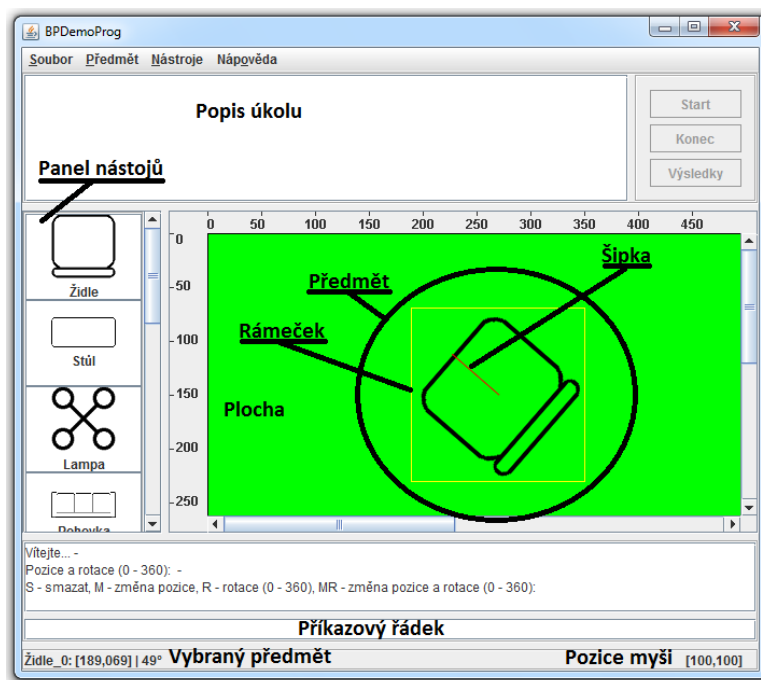 BPDemoProg
Soubor Předmět Nástroje Nápověda
Popis úkolu
Start
Konec
Výsledky
Panel nástojů
0 50 100 150 200 250 300 350 400 450
0
50
100
150
200
250
Židle
Stůl
Lampa
Pohovka
Šipka
Předmět
Rámeček
Plocha
Vítejte... -
Pozice a rotace (0 - 360): -
S - smazat, M - změna pozice, R - rotace (0 - 360), MR - změna pozice a rotace (0 - 360):
Příkazový řádek
Židle_0: [189,069] | 49° Vybraný předmět Pozice myši [100,100]